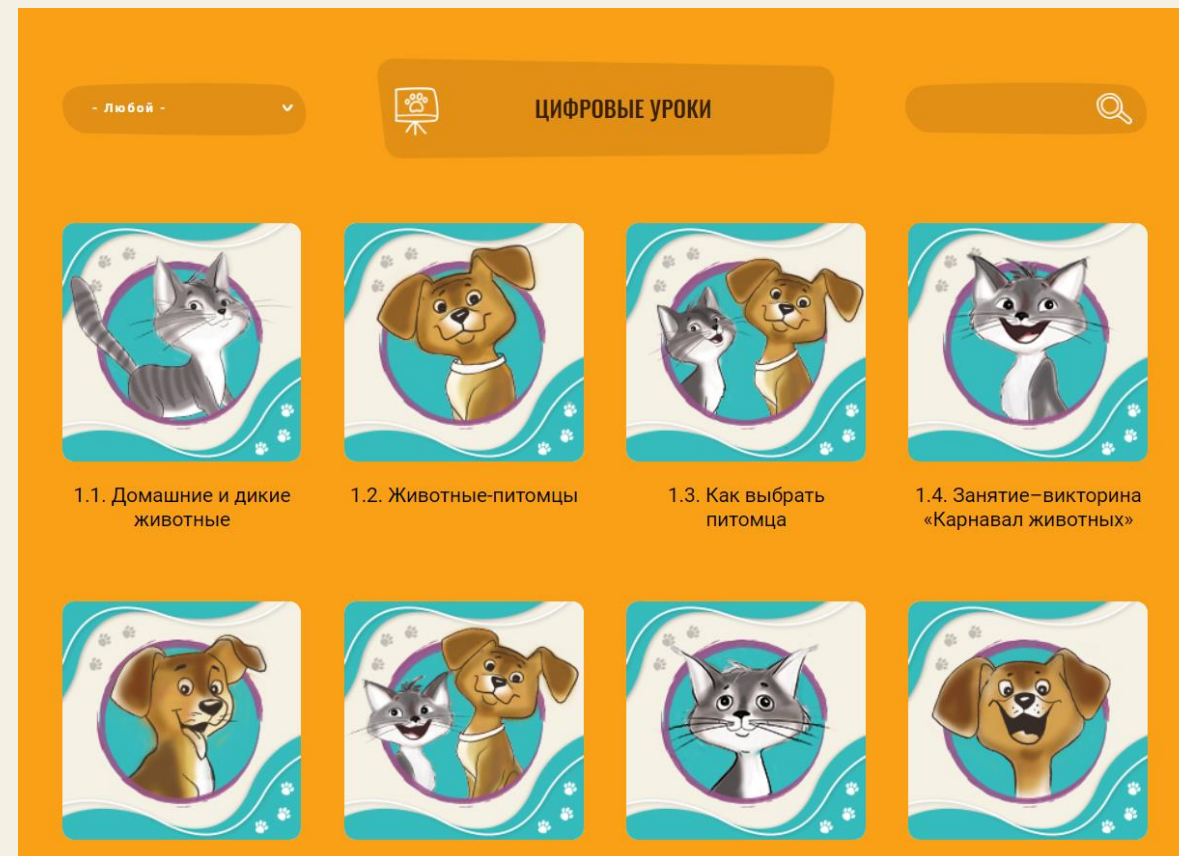 - Любой -
ЦИФРОВЫЕ УРОКИ
1.1. Домашние и дикие
животные
1.2. Животные-питомцы
1.3. Как выбрать
питомца
1.4. Занятие–викторина
«Карнавал животных»